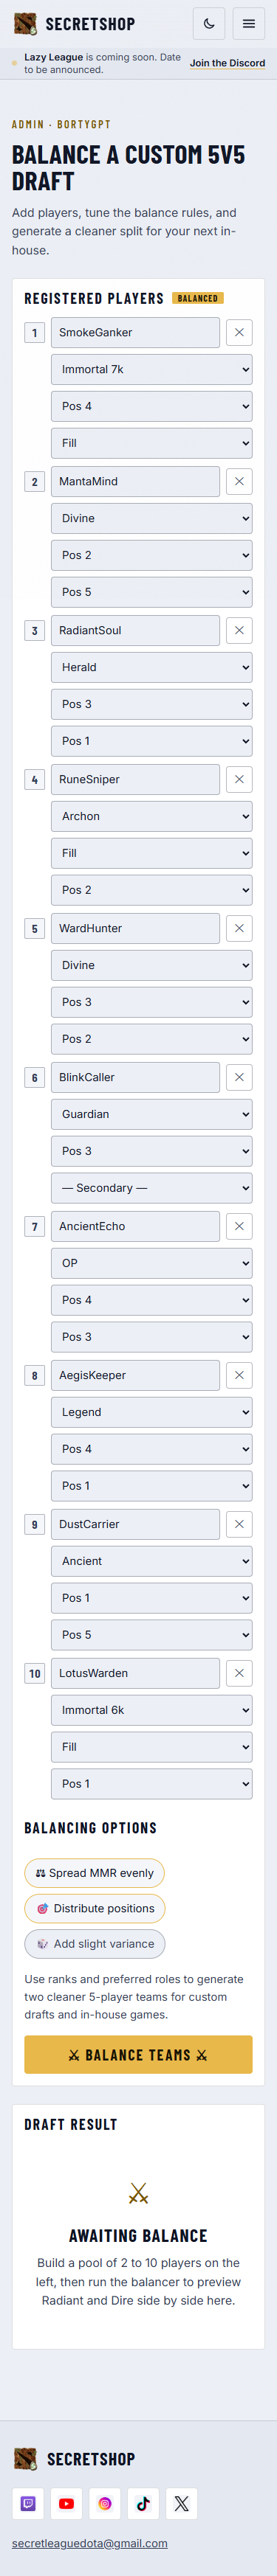 SECRETSHOP
Lazy League is coming soon. Date
to be announced.
Join the Discord
ADMIN · BORTYGPT
BALANCE A CUSTOM 5V5
DRAFT
Add players, tune the balance rules, and
generate a cleaner split for your next in-
house.
REGISTERED PLAYERS BALANCED
1 SmokeGanker
Immortal 7k
Pos 4
Fill
2 MantaMind
Divine
Pos 2
Pos 5
3 RadiantSoul
Herald
Pos 3
Pos 1
4 RuneSniper
Archon
Fill
Pos 2
5 WardHunter
Divine
Pos 3
Pos 2
6 BlinkCaller
Guardian
Pos 3
— Secondary —
7 AncientEcho
OP
Pos 4
Pos 3
8 AegisKeeper
Legend
Pos 4
Pos 1
9 DustCarrier
Ancient
Pos 1
Pos 5
10 LotusWarden
Immortal 6k
Fill
Pos 1
BALANCING OPTIONS
Spread MMR evenly
Distribute positions
Add slight variance
Use ranks and preferred roles to generate
two cleaner 5-player teams for custom
drafts and in-house games.
⚔ BALANCE TEAMS ⚔
DRAFT RESULT
AWAITING BALANCE
Build a pool of 2 to 10 players on the
left, then run the balancer to preview
Radiant and Dire side by side here.
SECRETSHOP
secretleaguedota@gmail.com